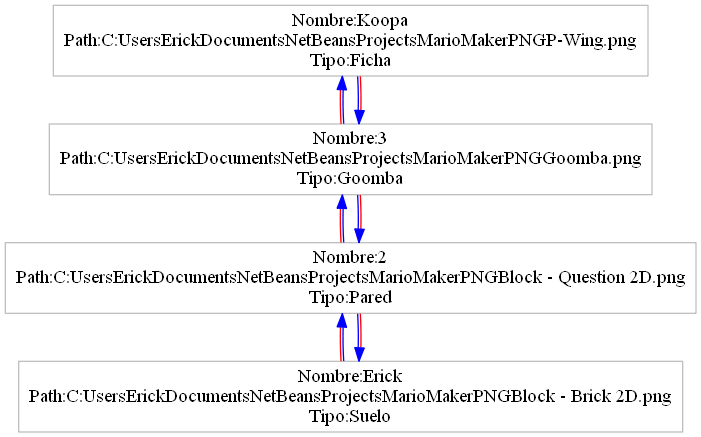 Nombre:Koopa
Path:C:UsersErickDocumentsNetBeansProjectsMarioMakerPNGP-Wing.png
Tipo:Ficha
Nombre:3
Path:C:UsersErickDocumentsNetBeansProjectsMarioMakerPNGGoomba.png
Tipo:Goomba
Nombre:2
Path:C:UsersErickDocumentsNetBeansProjectsMarioMakerPNGBlock - Question 2D.png
Tipo:Pared
Nombre:Erick
Path:C:UsersErickDocumentsNetBeansProjectsMarioMakerPNGBlock - Brick 2D.png
Tipo:Suelo